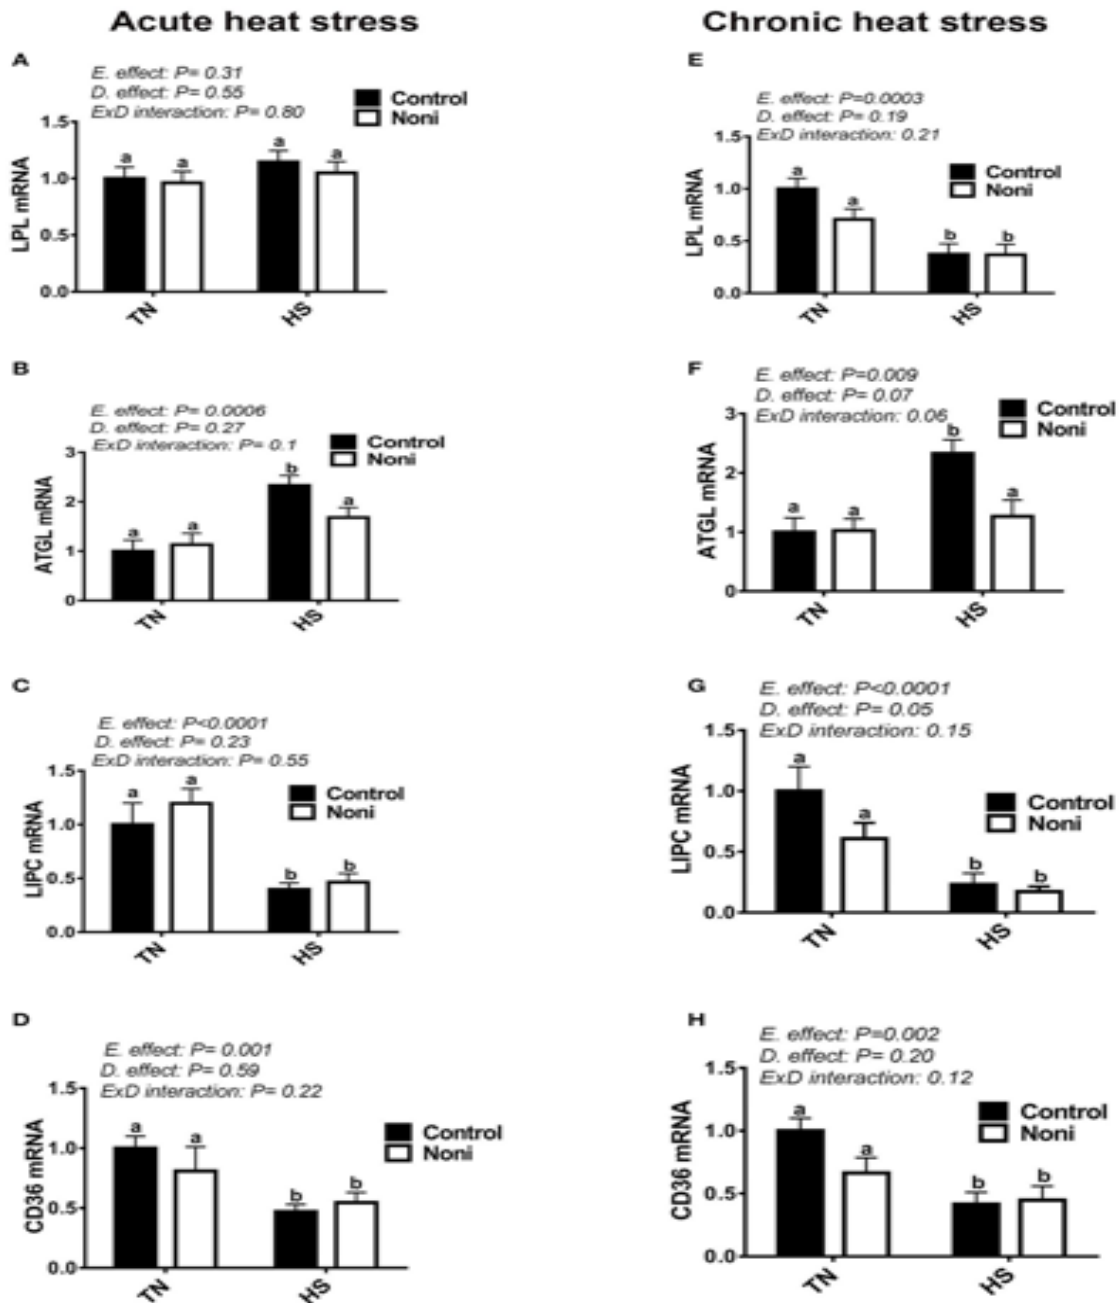 Acute heat stress
Chronic heat stress
A
E. effect: P= 0.31
D. effect: P= 0.55
ExD interaction: P= 0.80
Control
Noni
LPL mRNA
1.5
1.0
0.5
0.0
a
a
a
a
TN
HS
B
E. effect: P= 0.0006
D. effect: P= 0.27
ExD interaction: P= 0.1
Control
Noni
ATGL mRNA
3
2
1
0
a
a
b
a
TN
HS
C
E. effect: P<0.0001
D. effect: P= 0.23
ExD interaction: P= 0.55
Control
Noni
LIPC mRNA
1.5
1.0
0.5
0.0
a
a
b
b
TN
HS
D
E. effect: P= 0.001
D. effect: P= 0.59
ExD interaction: P= 0.22
Control
Noni
CD36 mRNA
1.5
1.0
0.5
0.0
a
a
b
b
TN
HS
E
E. effect: P=0.0003
D. effect: P= 0.19
ExD interaction: 0.21
Control
Noni
LPL mRNA
1.5
1.0
0.5
0.0
a
a
b
b
TN
HS
F
E. effect: P=0.009
D. effect: P= 0.07
ExD interaction: 0.06
Control
Noni
ATGL mRNA
3
2
1
0
a
a
b
a
TN
HS
G
E. effect: P<0.0001
D. effect: P= 0.05
ExD interaction: 0.15
Control
Noni
LIPC mRNA
1.5
1.0
0.5
0.0
a
a
b
b
TN
HS
H
E. effect: P=0.002
D. effect: P= 0.20
ExD interaction: 0.12
Control
Noni
CD36 mRNA
1.5
1.0
0.5
0.0
a
a
b
b
TN
HS